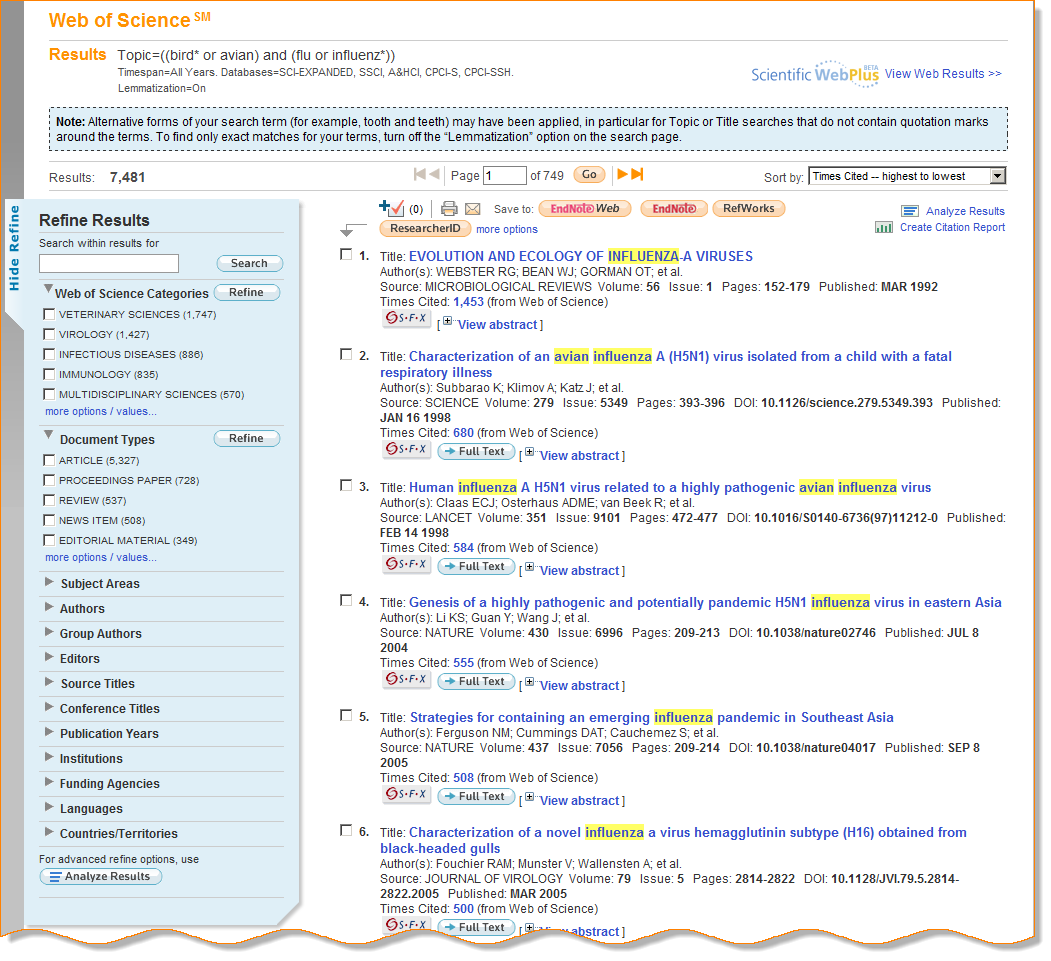 Web of Science SM
Results Topic=((bird* or avian) and (flu or influenz*))
Timespan=All Years. Databases=SCI-EXPANDED, SSCI, A&HCI, CPCI-S, CPCI-SSH.
Lemmatization=On
Scientific WebPlus BETA View Web Results >>
Note: Alternative forms of your search term (for example, tooth and teeth) may have been applied, in particular for Topic or Title searches that do not contain quotation marks
around the terms. To find only exact matches for your terms, turn off the "Lemmatization" option on the search page.
Results: 7,481
Page 1 of 749 Go
Sort by: Times Cited -- highest to lowest
Hide Refine
Refine Results
Search within results for
Search
Web of Science Categories Refine
VETERINARY SCIENCES (1,747)
VIROLOGY (1,427)
INFECTIOUS DISEASES (886)
IMMUNOLOGY (835)
MULTIDISCIPLINARY SCIENCES (570)
more options / values...
Document Types Refine
ARTICLE (5,327)
PROCEEDINGS PAPER (728)
REVIEW (537)
NEWS ITEM (508)
EDITORIAL MATERIAL (349)
more options / values...
Subject Areas
Authors
Group Authors
Editors
Source Titles
Conference Titles
Publication Years
Institutions
Funding Agencies
Languages
Countries/Territories
For advanced refine options, use
Analyze Results
(0) Save to: EndNote Web EndNote RefWorks
ResearcherID more options
Analyze Results
Create Citation Report
1. Title: EVOLUTION AND ECOLOGY OF INFLUENZA-A VIRUSES
Author(s): WEBSTER RG; BEAN WJ; GORMAN OT; et al.
Source: MICROBIOLOGICAL REVIEWS Volume: 56 Issue: 1 Pages: 152-179 Published: MAR 1992
Times Cited: 1,453 (from Web of Science)
S·F·X [ View abstract ]
2. Title: Characterization of an avian influenza A (H5N1) virus isolated from a child with a fatal
respiratory illness
Author(s): Subbarao K; Klimov A; Katz J; et al.
Source: SCIENCE Volume: 279 Issue: 5349 Pages: 393-396 DOI: 10.1126/science.279.5349.393 Published:
JAN 16 1998
Times Cited: 680 (from Web of Science)
S·F·X Full Text [ View abstract ]
3. Title: Human influenza A H5N1 virus related to a highly pathogenic avian influenza virus
Author(s): Claas ECJ; Osterhaus ADME; van Beek R; et al.
Source: LANCET Volume: 351 Issue: 9101 Pages: 472-477 DOI: 10.1016/S0140-6736(97)11212-0 Published:
FEB 14 1998
Times Cited: 584 (from Web of Science)
S·F·X Full Text [ View abstract ]
4. Title: Genesis of a highly pathogenic and potentially pandemic H5N1 influenza virus in eastern Asia
Author(s): Li KS; Guan Y; Wang J; et al.
Source: NATURE Volume: 430 Issue: 6996 Pages: 209-213 DOI: 10.1038/nature02746 Published: JUL 8
2004
Times Cited: 555 (from Web of Science)
S·F·X Full Text [ View abstract ]
5. Title: Strategies for containing an emerging influenza pandemic in Southeast Asia
Author(s): Ferguson NM; Cummings DAT; Cauchemez S; et al.
Source: NATURE Volume: 437 Issue: 7056 Pages: 209-214 DOI: 10.1038/nature04017 Published: SEP 8
2005
Times Cited: 508 (from Web of Science)
S·F·X Full Text [ View abstract ]
6. Title: Characterization of a novel influenza a virus hemagglutinin subtype (H16) obtained from
black-headed gulls
Author(s): Fouchier RAM; Munster V; Wallensten A; et al.
Source: JOURNAL OF VIROLOGY Volume: 79 Issue: 5 Pages: 2814-2822 DOI: 10.1128/JVI.79.5.2814-
2822.2005 Published: MAR 2005
Times Cited: 500 (from Web of Science)
S·F·X Full Text [ View abstract ]